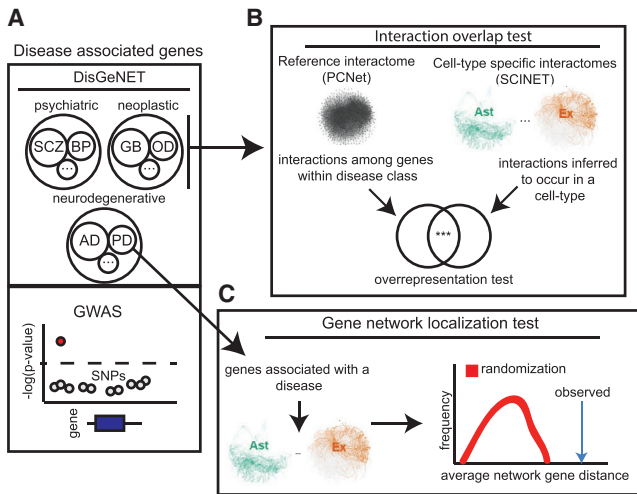 A
Disease associated genes
DisGeNET
psychiatric neoplastic
SCZ BP GB OD
... ...
neurodegenerative
AD PD
...
GWAS
-log(p-value)
SNPs
gene
B
Interaction overlap test
Reference interactome
(PCNet)
Cell-type specific interactomes
(SCINET)
Ast ... Ex
interactions among genes
within disease class
interactions inferred
to occur in a
cell-type
***
overrepresentation test
C
Gene network localization test
genes associated with a
disease
Ast ... Ex
randomization
observed
frequency
average network gene distance